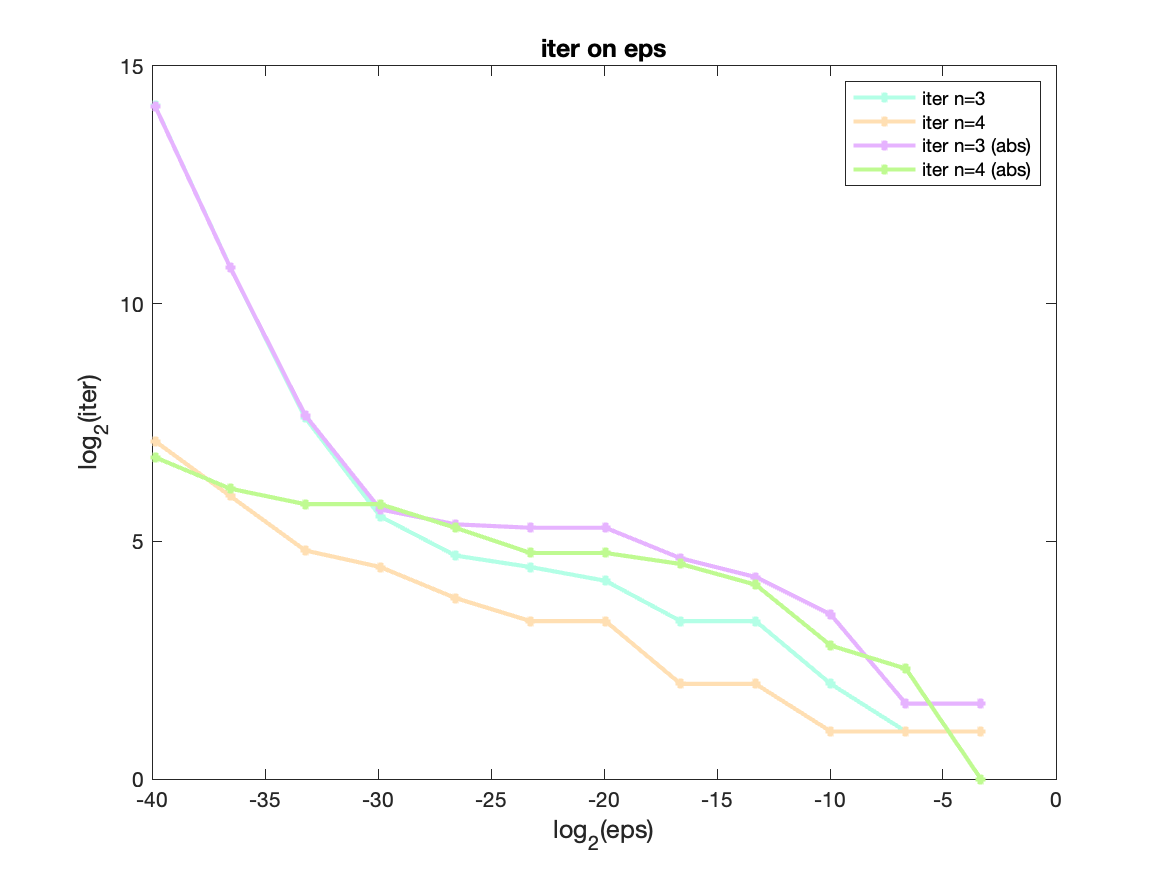 iter on eps
15
10
5
0
log2(iter)
iter n=3
iter n=4
iter n=3 (abs)
iter n=4 (abs)
-40 -35 -30 -25 -20 -15 -10 -5 0
log2(eps)